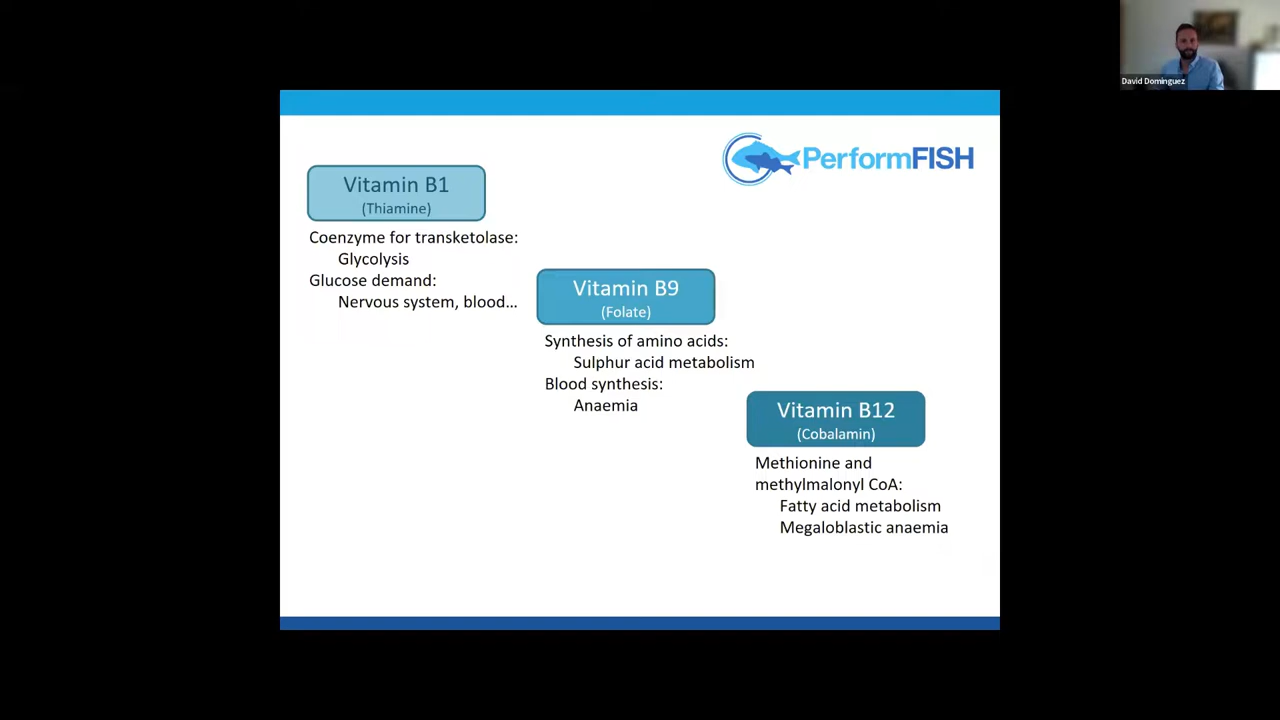 David Dominguez
PerformFISH
Vitamin B1
(Thiamine)
Coenzyme for transketolase:
Glycolysis
Glucose demand:
Nervous system, blood…
Vitamin B9
(Folate)
Synthesis of amino acids:
Sulphur acid metabolism
Blood synthesis:
Anaemia
Vitamin B12
(Cobalamin)
Methionine and
methylmalonyl CoA:
Fatty acid metabolism
Megaloblastic anaemia